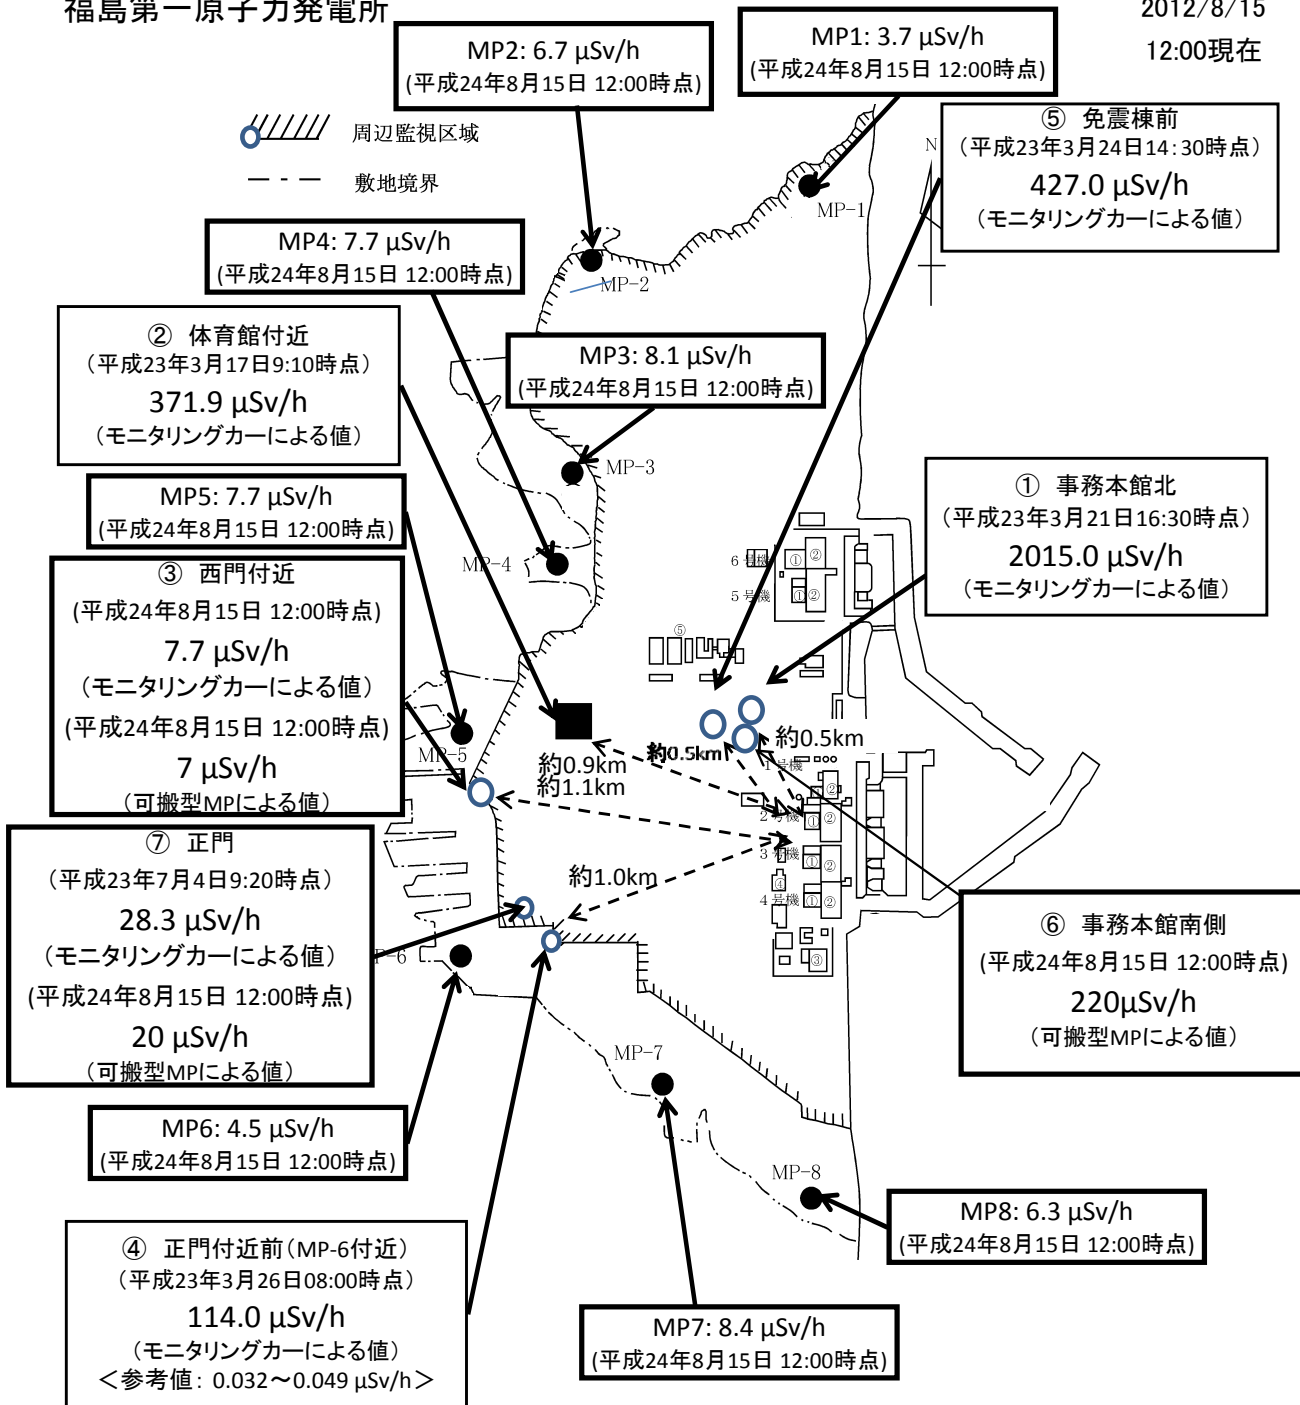 福島第一原子力発電所
2012/8/15
12:00現在
MP2: 6.7 μSv/h
(平成24年8月15日 12:00時点)
MP1: 3.7 μSv/h
(平成24年8月15日 12:00時点)
周辺監視区域
敷地境界
⑤ 免震棟前
(平成23年3月24日14:30時点)
427.0 μSv/h
(モニタリングカーによる値)
N
MP-1
MP4: 7.7 μSv/h
(平成24年8月15日 12:00時点)
MP-2
② 体育館付近
(平成23年3月17日9:10時点)
371.9 μSv/h
(モニタリングカーによる値)
MP3: 8.1 μSv/h
(平成24年8月15日 12:00時点)
MP-3
MP5: 7.7 μSv/h
(平成24年8月15日 12:00時点)
① 事務本館北
(平成23年3月21日16:30時点)
2015.0 μSv/h
(モニタリングカーによる値)
MP-4
6号機
① ②
5号機
① ②
③ 西門付近
(平成24年8月15日 12:00時点)
7.7 μSv/h
(モニタリングカーによる値)
(平成24年8月15日 12:00時点)
7 μSv/h
(可搬型MPによる値)
⑤
MP-5
約0.9km
約1.1km
約0.5km
約0.5km
1号機
②
2号機
① ②
3号機
① ②
④
4号機
① ②
③
約1.0km
⑦ 正門
(平成23年7月4日9:20時点)
28.3 μSv/h
(モニタリングカーによる値)
(平成24年8月15日 12:00時点)
20 μSv/h
(可搬型MPによる値)
P-6
⑥ 事務本館南側
(平成24年8月15日 12:00時点)
220μSv/h
(可搬型MPによる値)
MP-7
MP6: 4.5 μSv/h
(平成24年8月15日 12:00時点)
MP-8
MP8: 6.3 μSv/h
(平成24年8月15日 12:00時点)
④ 正門付近前(MP-6付近)
(平成23年3月26日08:00時点)
114.0 μSv/h
(モニタリングカーによる値)
＜参考値: 0.032～0.049 μSv/h＞
MP7: 8.4 μSv/h
(平成24年8月15日 12:00時点)